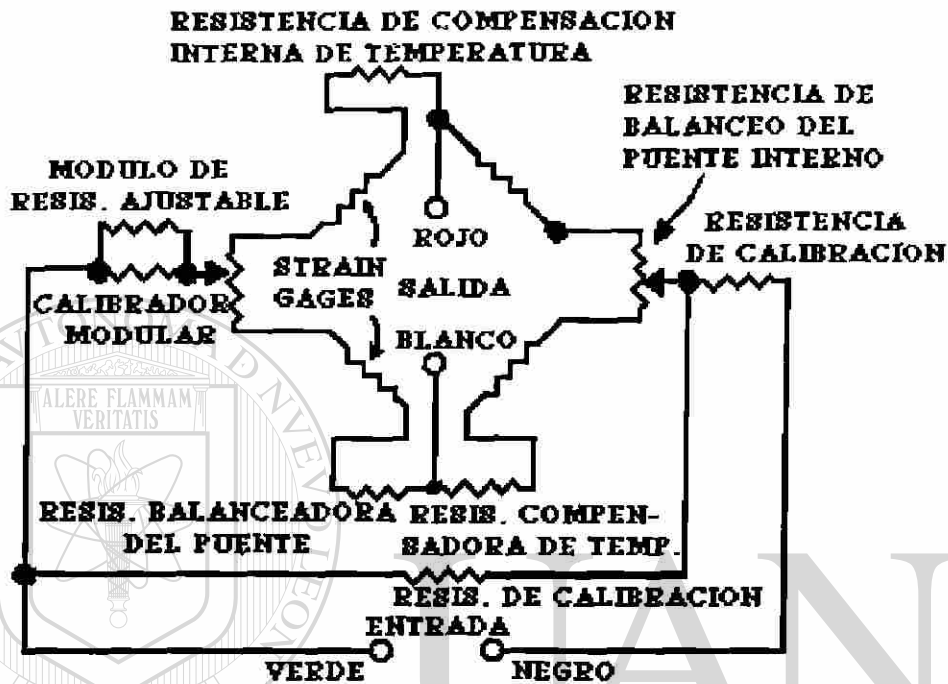 RESISTENCIA DE COMPENSACION
INTERNA DE TEMPERATURA
RESISTENCIA DE
BALANCEO DEL
PUENTE INTERNO
MODULO DE
RESIS. AJUSTABLE
RESISTENCIA
DE CALIBRACION
ROJO
STRAIN
GAGES
SALIDA
CALIBRADOR
MODULAR
BLANCO
ALERE FLAMMAM
VERITATIS
RESIS. BALANCEADORA
DEL PUENTE
RESIS. COMPEN-
SADORA DE TEMP.
RESIS. DE CALIBRACION
ENTRADA
VERDE
NEGRO
UAN